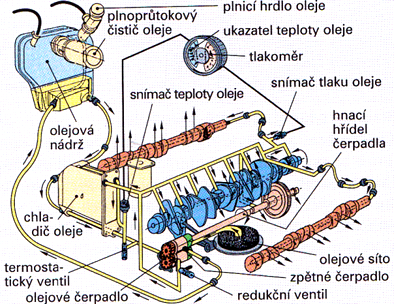 plnicí hrdlo oleje
plnoprůtokový
čistič oleje
ukazatel teploty oleje
tlakoměr
snímač tlaku oleje
snímač teploty oleje
olejová
nádrž
hnací
hřídel
čerpadla
chla-
dič oleje
termosta-
tický ventil
olejové čerpadlo
olejové síto
zpětné čerpadlo
redukční ventil